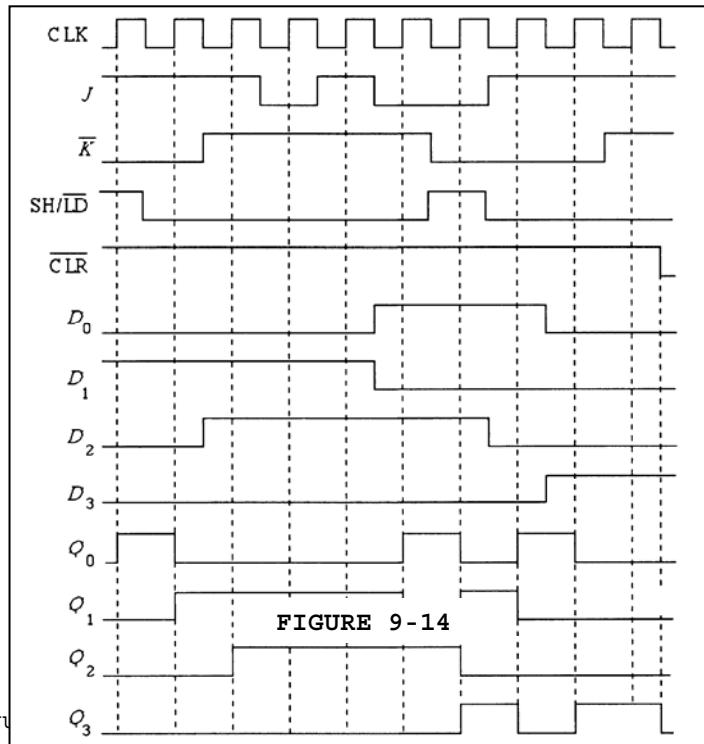 CLK
J
K̅
SH/L̅D̅
C̅L̅R̅
D0
D1
D2
D3
Q0
Q1
FIGURE 9-14
Q2
Q3